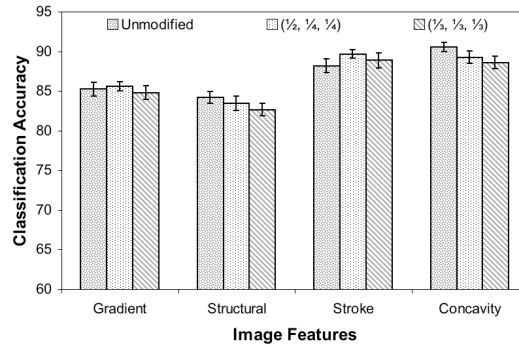 Unmodified (½, ¼, ¼) (⅓, ⅓, ⅓)
95
90
85
80
75
70
65
60
Classification Accuracy
Gradient Structural Stroke Concavity
Image Features